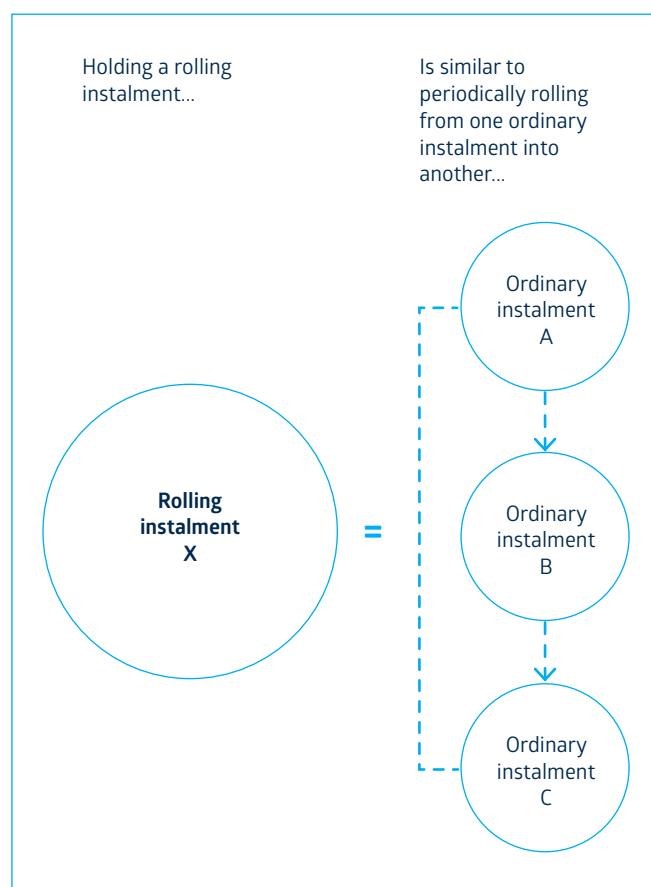 Holding a rolling
instalment...
Is similar to
periodically rolling
from one ordinary
instalment into
another...
Rolling
instalment
X
=
Ordinary
instalment
A
Ordinary
instalment
B
Ordinary
instalment
C